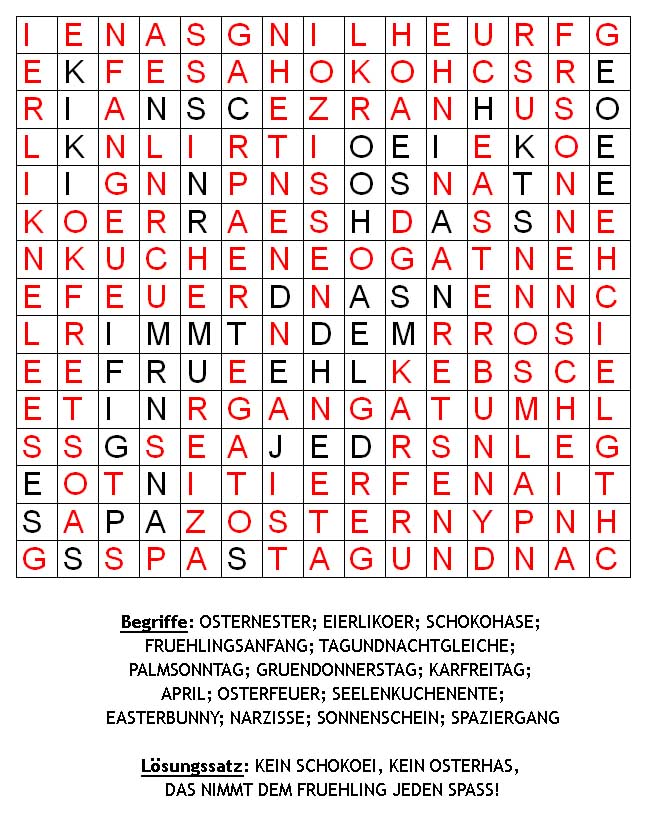 I E N A S G N I L H E U R F G
E K F E S A H O K O H C S R E
R I A N S C E Z R A N H U S O
L K N L I R T I O E I E K O E
I I G N N P N S O S N A T N E
K O E R R A E S H D A S S N E
N K U C H E N E O G A T N E H
E F E U E R D N A S N E N N C
L R I M M T N D E M R R O S I
E E F R U E E H L K E B S C E
E T I N R G A N G A T U M H L
S S G S E A J E D R S N L E G
E O T N I T I E R F E N A I T
S A P A Z O S T E R N Y P N H
G S S P A S T A G U N D N A C
Begriffe: OSTERNESTER; EIERLIKOER; SCHOKOHASE;
FRUEHLINGSANFANG; TAGUNDNACHTGLEICHE;
PALMSONNTAG; GRUENDONNERSTAG; KARFREITAG;
APRIL; OSTERFEUER; SEELENKUCHENENTE;
EASTERBUNNY; NARZISSE; SONNENSCHEIN; SPAZIERGANG
Lösungssatz: KEIN SCHOKOEI, KEIN OSTERHAS,
DAS NIMMT DEM FRUEHLING JEDEN SPASS!